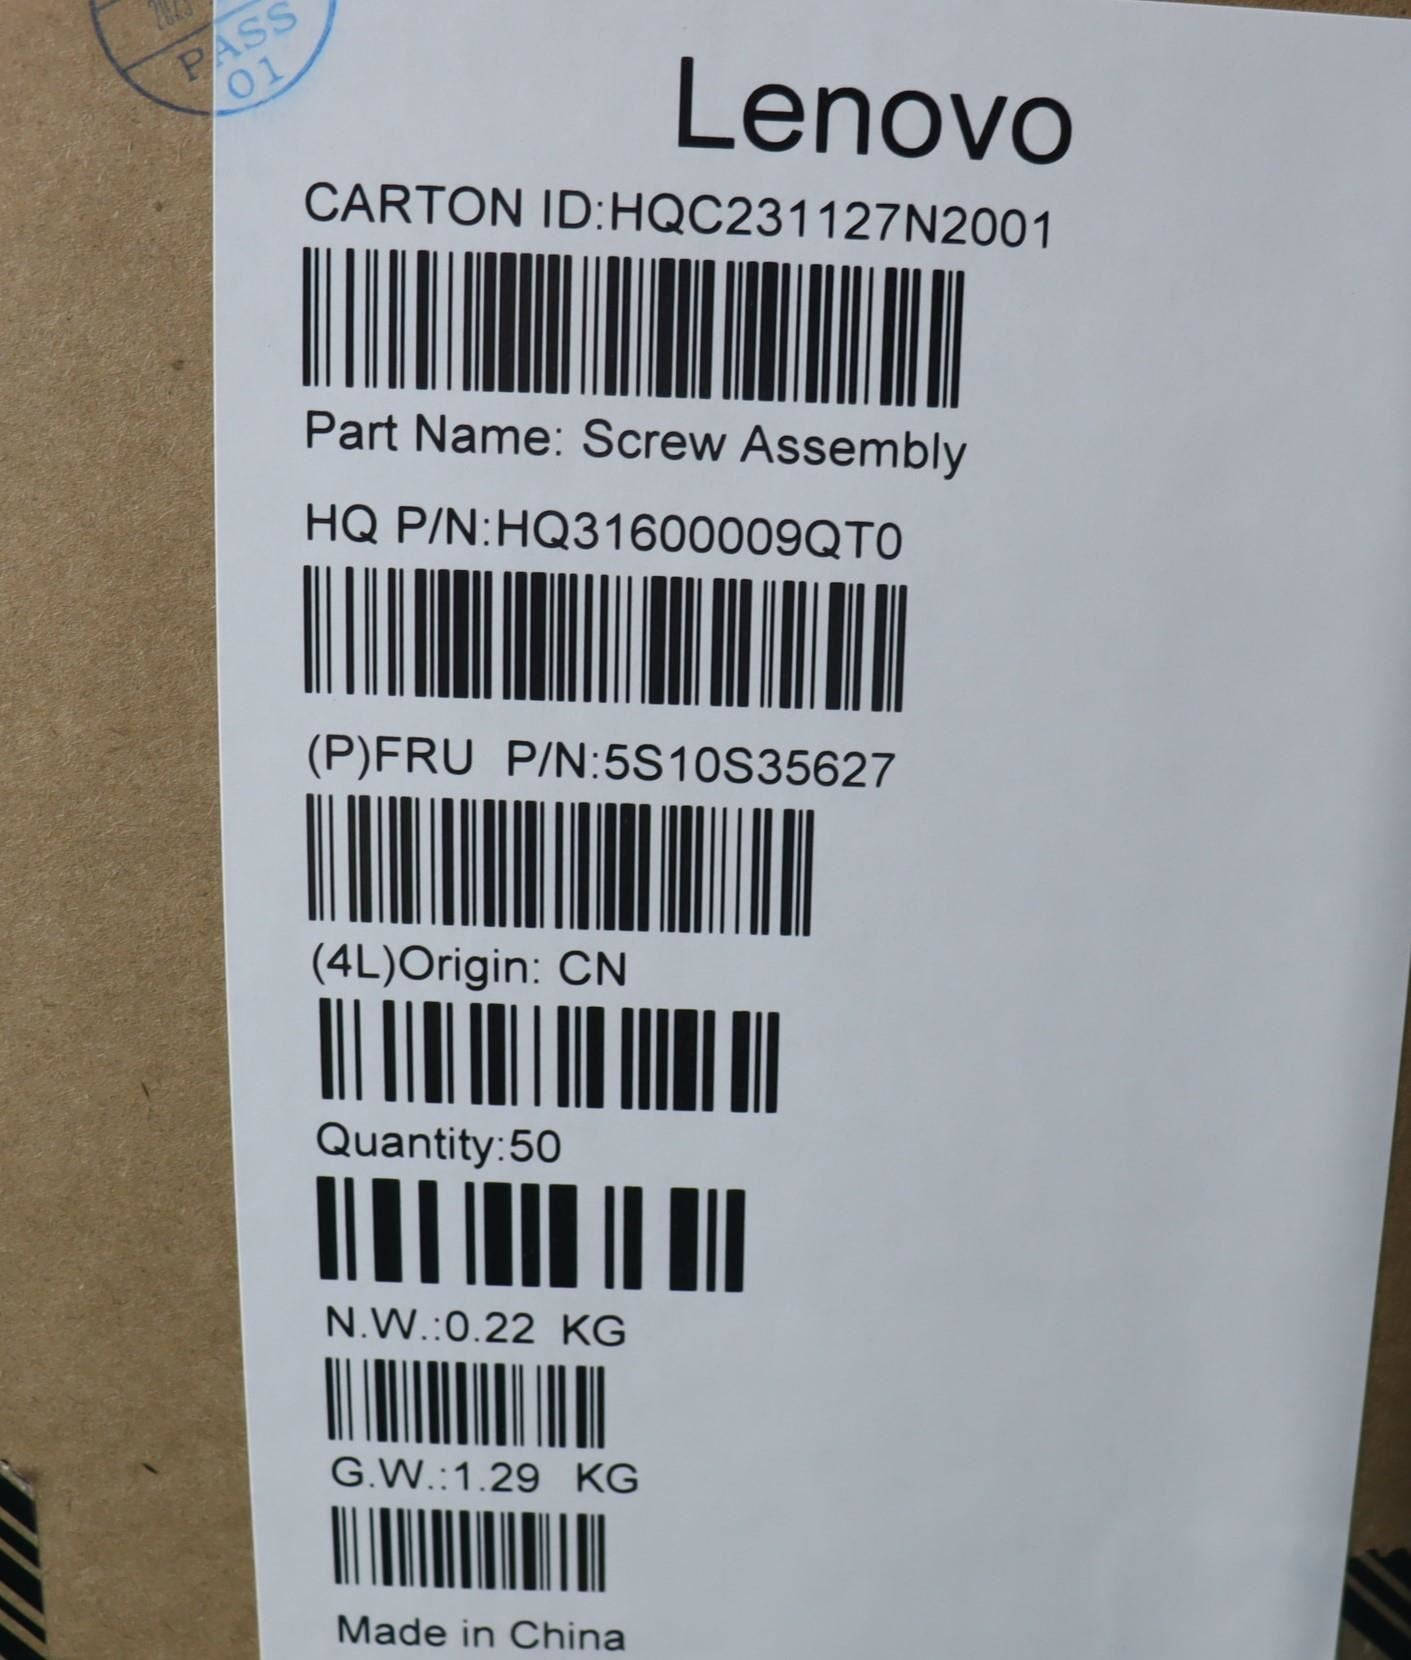 2023
PASS
01
Lenovo
CARTON ID:HQC231127N2001
Part Name: Screw Assembly
HQ P/N:HQ31600009QT0
(P)FRU P/N:5S10S35627
(4L)Origin: CN
Quantity:50
N.W.:0.22 KG
G.W.:1.29 KG
Made in China